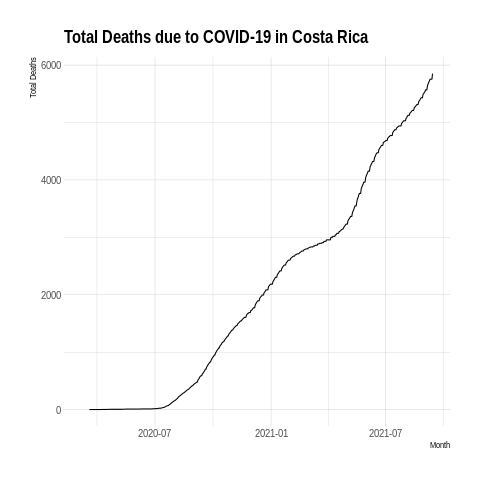 Total Deaths due to COVID-19 in Costa Rica
Total Deaths
6000
4000
2000
0
2020-07 2021-01 2021-07
Month